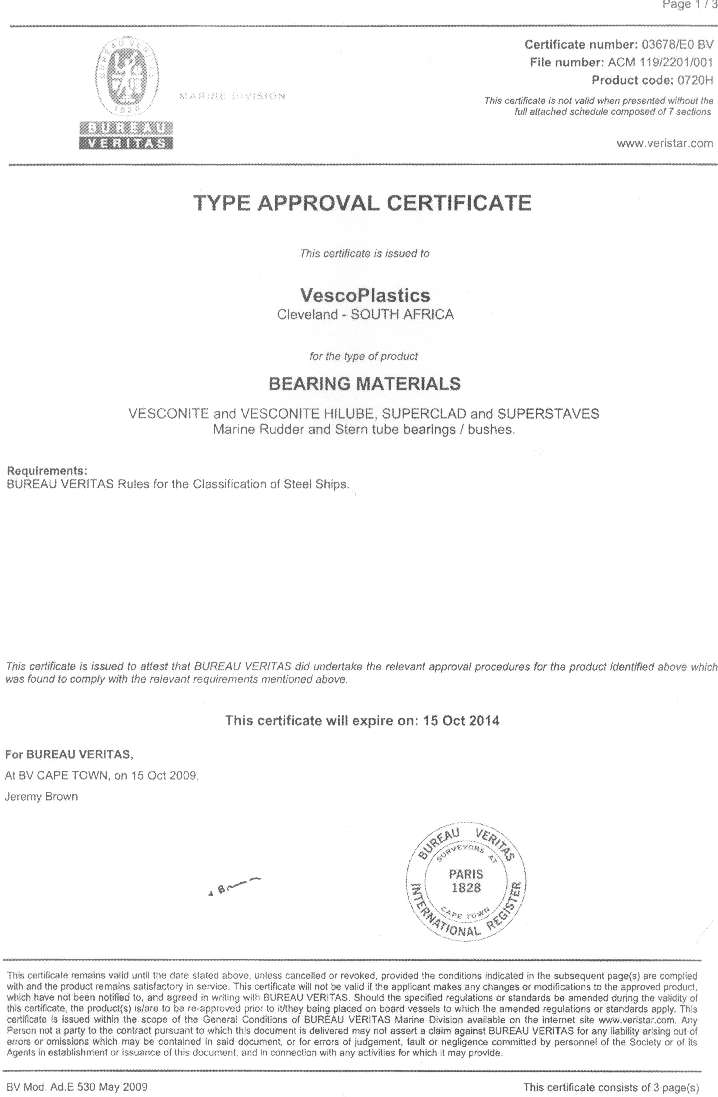 Page 1 / 3
Certificate number: 03678/E0 BV
File number: ACM 119/2201/001
Product code: 0720H
This certificate is not valid when presented without the
full attached schedule composed of 7 sections
www.veristar.com
BUREAU VERITAS
1828
MARINE DIVISION
BUREAU
VERITAS
TYPE APPROVAL CERTIFICATE
This certificate is issued to
VescoPlastics
Cleveland - SOUTH AFRICA
for the type of product
BEARING MATERIALS
VESCONITE and VESCONITE HILUBE, SUPERCLAD and SUPERSTAVES
Marine Rudder and Stern tube bearings / bushes.
Requirements:
BUREAU VERITAS Rules for the Classification of Steel Ships.
This certificate is issued to attest that BUREAU VERITAS did undertake the relevant approval procedures for the product identified above which
was found to comply with the relevant requirements mentioned above.
This certificate will expire on: 15 Oct 2014
For BUREAU VERITAS,
At BV CAPE TOWN, on 15 Oct 2009,
Jeremy Brown
BUREAU VERITAS
SURVEYORS AT
PARIS
1828
CAPE TOWN
INTERNATIONAL REGISTER
This certificate remains valid until the date stated above, unless cancelled or revoked, provided the conditions indicated in the subsequent page(s) are complied
with and the product remains satisfactory in service. This certificate will not be valid if the applicant makes any changes or modifications to the approved product,
which have not been notified to, and agreed in writing with BUREAU VERITAS. Should the specified regulations or standards be amended during the validity of
this certificate, the product(s) is/are to be re-approved prior to it/they being placed on board vessels to which the amended regulations or standards apply. This
certificate is issued within the scope of the General Conditions of BUREAU VERITAS Marine Division available on the internet site www.veristar.com. Any
Person not a party to the contract pursuant to which this document is delivered may not assert a claim against BUREAU VERITAS for any liability arising out of
errors or omissions which may be contained in said document, or for errors of judgement, fault or negligence committed by personnel of the Society or of its
Agents in establishment or issuance of this document, and in connection with any activities for which it may provide.
BV Mod. Ad.E 530 May 2009
This certificate consists of 3 page(s)